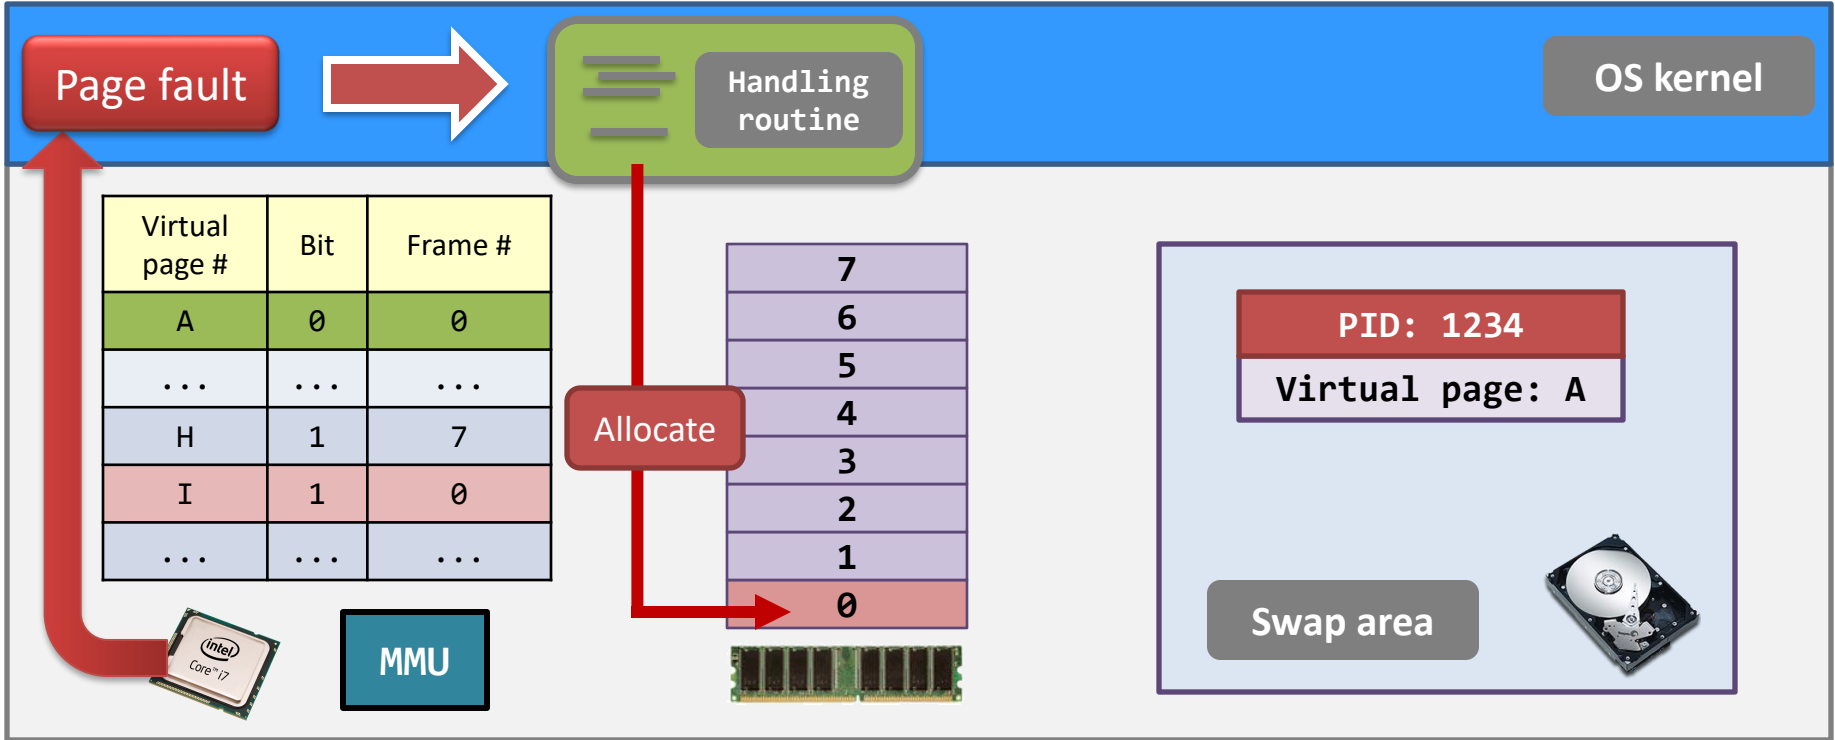 Page fault
Handling
routine
OS kernel
Virtual
page #
Bit
Frame #
A 0 0
... ... ...
H 1 7
I 1 0
... ... ...
Allocate
7
6
5
4
3
2
1
0
PID: 1234
Virtual page: A
Swap area
(intel)
Core™ i7
MMU